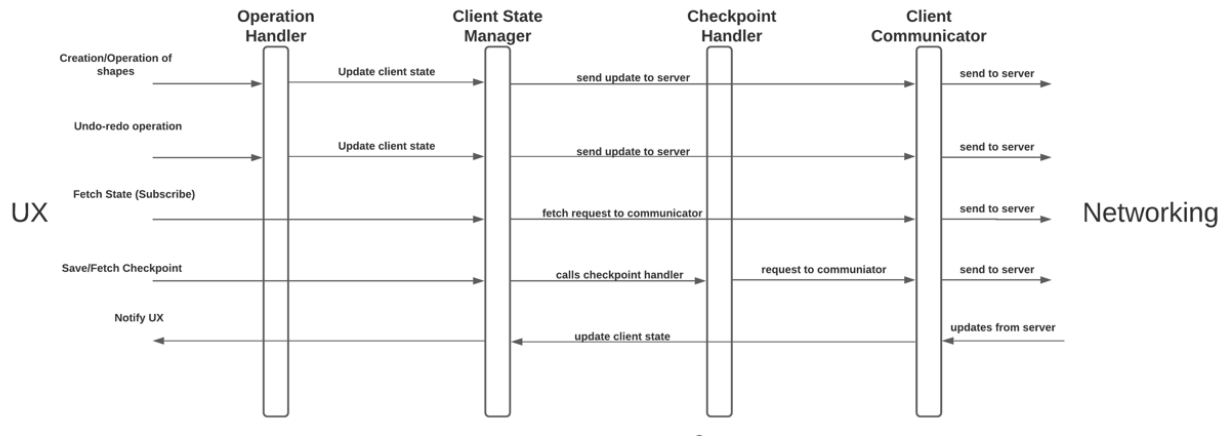 Operation
Handler
Client State
Manager
Checkpoint
Handler
Client
Communicator
Creation/Operation of
shapes
Update client state
send update to server
send to server
Undo-redo operation
Update client state
send update to server
send to server
UX
Fetch State (Subscribe)
fetch request to communicator
send to server
Networking
Save/Fetch Checkpoint
calls checkpoint handler
request to communiator
send to server
Notify UX
update client state
updates from server